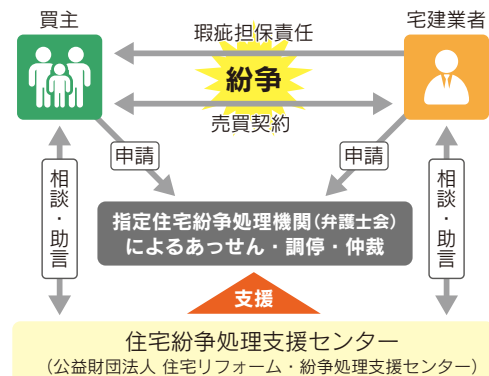 買主
宅建業者
瑕疵担保責任
紛争
売買契約
申請
申請
相談・助言
相談・助言
指定住宅紛争処理機関(弁護士会)
によるあっせん・調停・仲裁
支援
住宅紛争処理支援センター
(公益財団法人 住宅リフォーム・紛争処理支援センター)